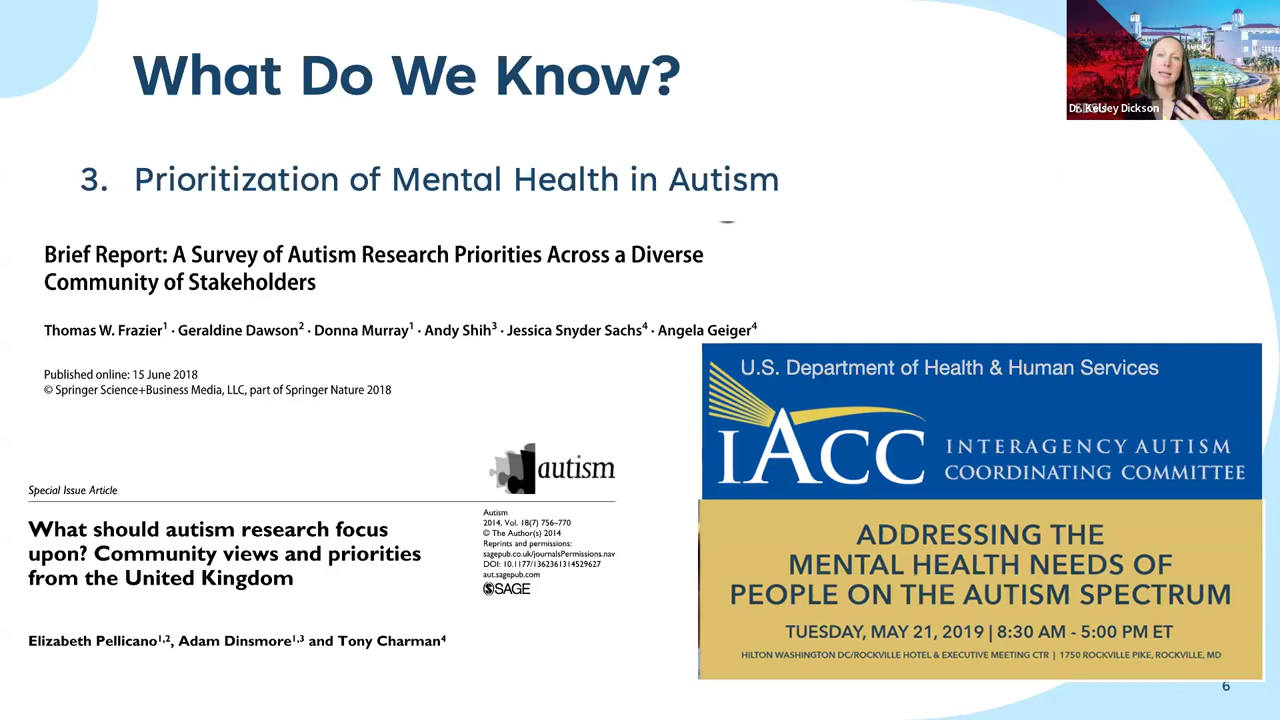 What Do We Know?
Dr. Kelsey Dickson
3. Prioritization of Mental Health in Autism
Brief Report: A Survey of Autism Research Priorities Across a Diverse
Community of Stakeholders
Thomas W. Frazier1 · Geraldine Dawson2 · Donna Murray1 · Andy Shih3 · Jessica Snyder Sachs4 · Angela Geiger4
Published online: 15 June 2018
© Springer Science+Business Media, LLC, part of Springer Nature 2018
autism
Special Issue Article
What should autism research focus
upon? Community views and priorities
from the United Kingdom
Autism
2014, Vol. 18(7) 756–770
© The Author(s) 2014
Reprints and permissions:
sagepub.co.uk/journalsPermissions.nav
DOI: 10.1177/1362361314529627
aut.sagepub.com
SAGE
Elizabeth Pellicano1,2, Adam Dinsmore1,3 and Tony Charman4
U.S. Department of Health & Human Services
IACC
INTERAGENCY AUTISM
COORDINATING COMMITTEE
ADDRESSING THE
MENTAL HEALTH NEEDS OF
PEOPLE ON THE AUTISM SPECTRUM
TUESDAY, MAY 21, 2019 | 8:30 AM - 5:00 PM ET
HILTON WASHINGTON DC/ROCKVILLE HOTEL & EXECUTIVE MEETING CTR | 1750 ROCKVILLE PIKE, ROCKVILLE, MD
6